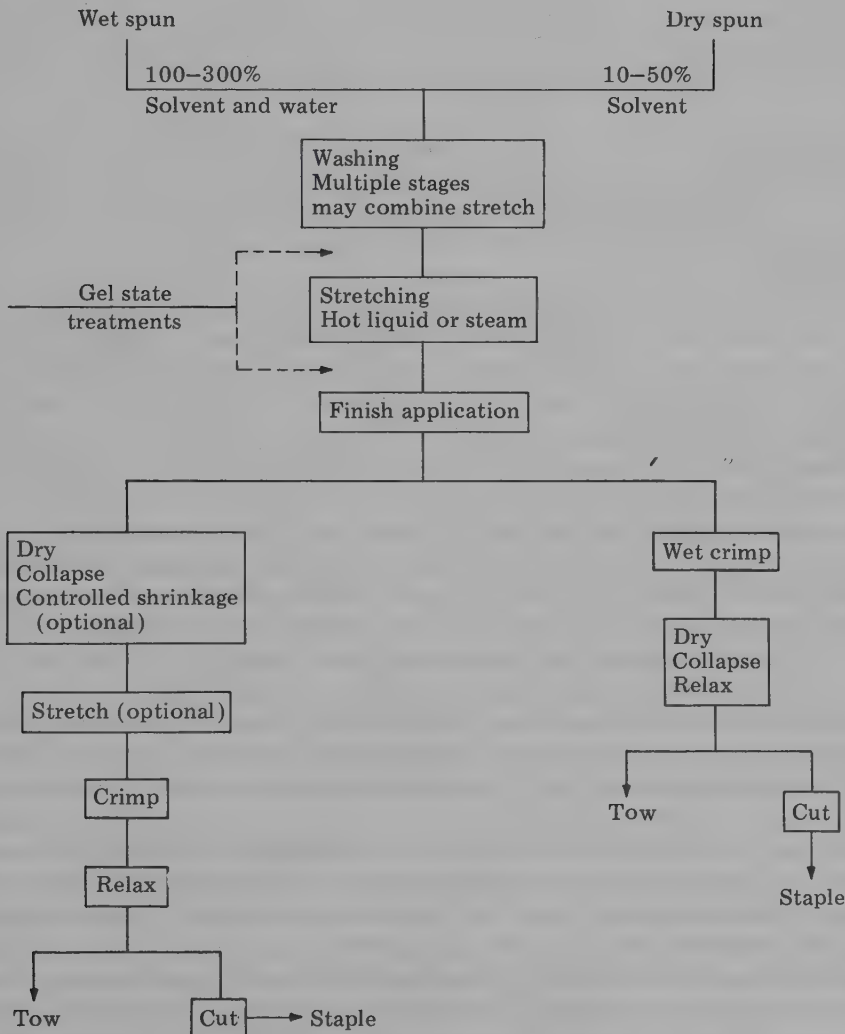 Wet spun
Dry spun
100–300%
Solvent and water
10–50%
Solvent
Washing
Multiple stages
may combine stretch
Gel state
treatments
Stretching
Hot liquid or steam
Finish application
Dry
Collapse
Controlled shrinkage
(optional)
Stretch (optional)
Crimp
Relax
Tow
Cut
Staple
Wet crimp
Dry
Collapse
Relax
Tow
Cut
Staple